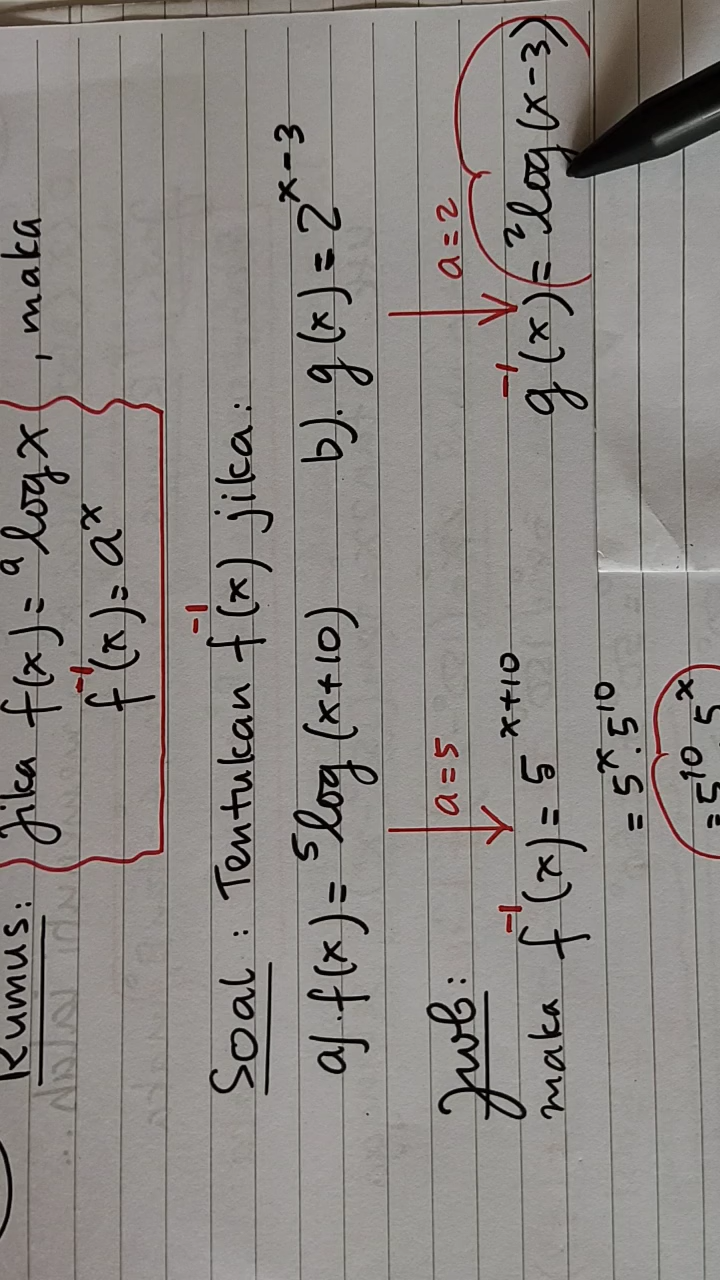 Rumus: Jika f(x) = ᵃlog x , maka
f⁻¹(x) = aˣ
Soal : Tentukan f⁻¹(x) jika:
a). f(x) = ⁵log (x+10) b). g(x) = 2ˣ⁻³
Jwb: a=5 a=2
maka f⁻¹(x) = 5ˣ⁺¹⁰ g⁻¹(x) = ²log(x-3)
= 5ˣ.5¹⁰
= 5¹⁰.5ˣ